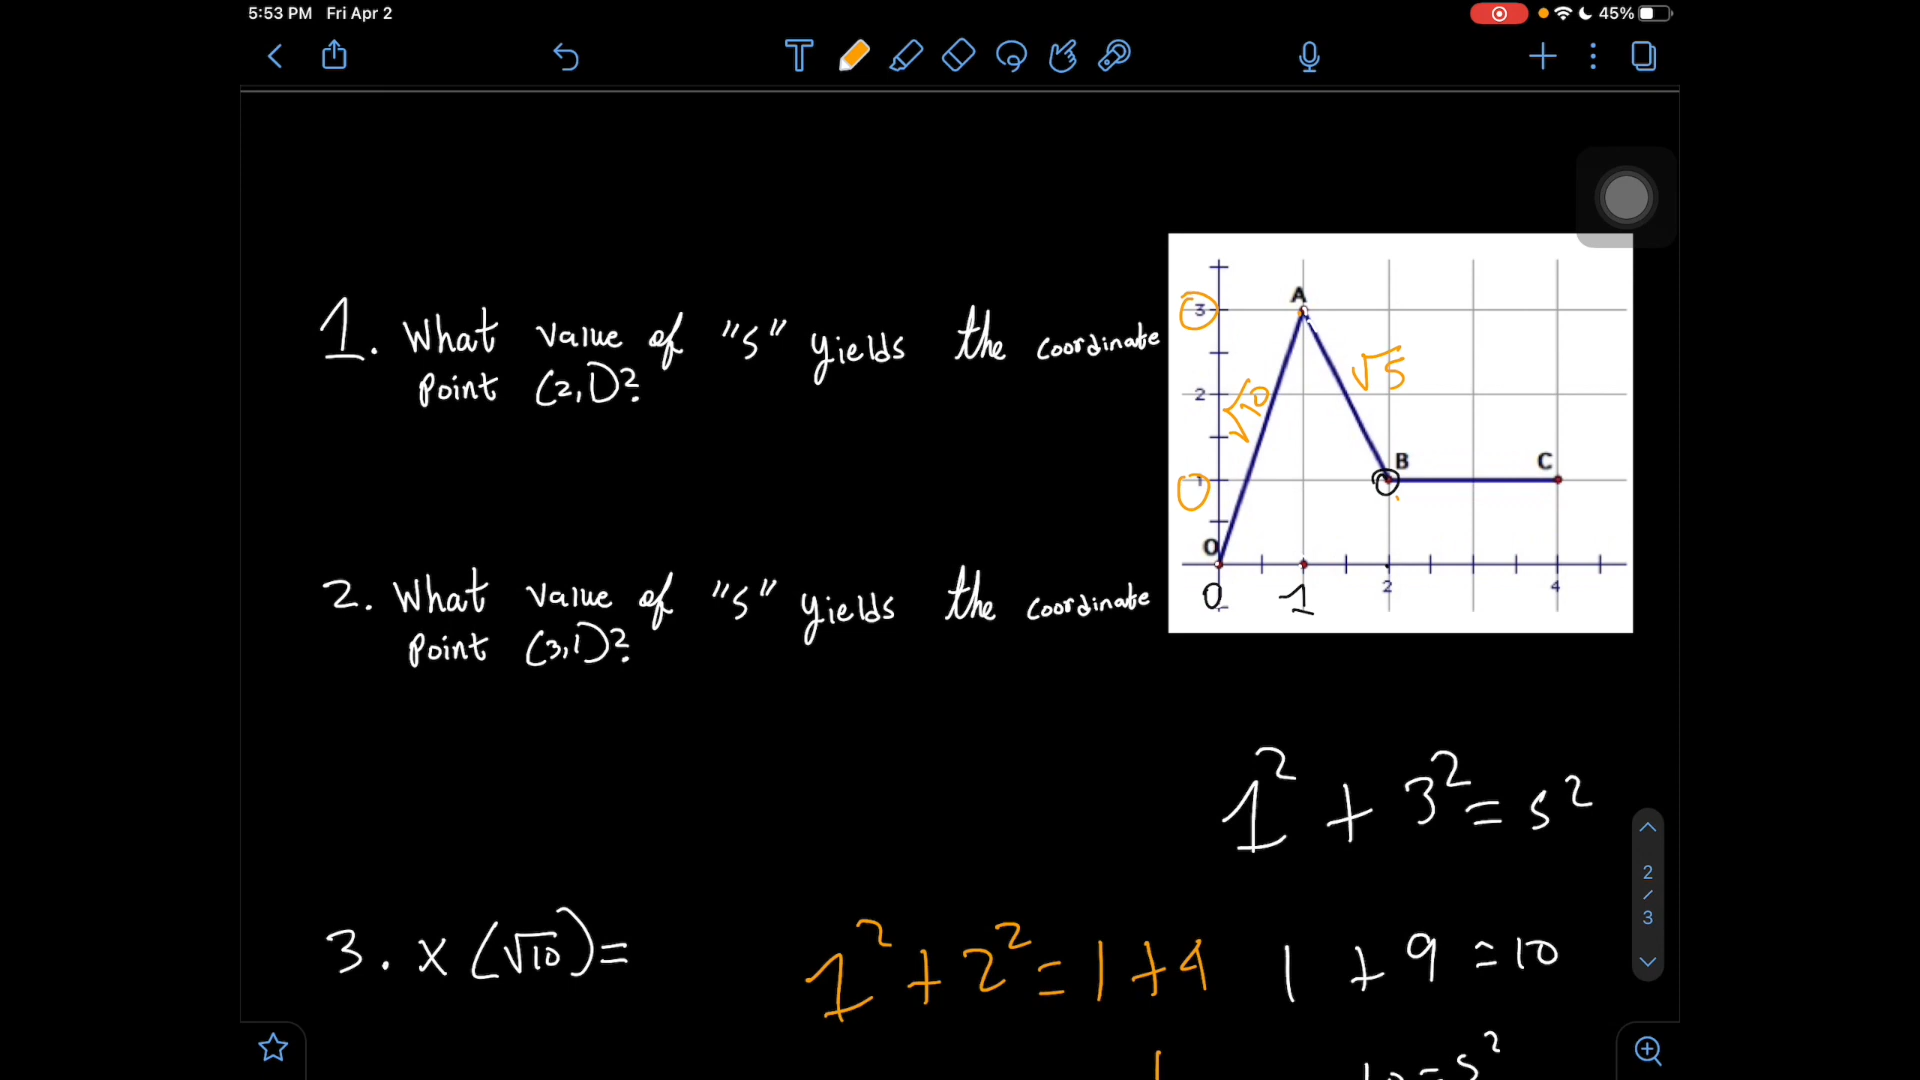 5:53 PM Fri Apr 2
45%
T
1. What value of "s" yields the coordinate
point (2,1)?
2. What value of "s" yields the coordinate
point (3,1)?
3. x(√10)=
A
3
√5
2
√10
B
C
1
O
0
1
2
4
1² + 3² = s²
1² + 2² = 1 + 4
1 + 9 = 10
10 = s²
2
/
3